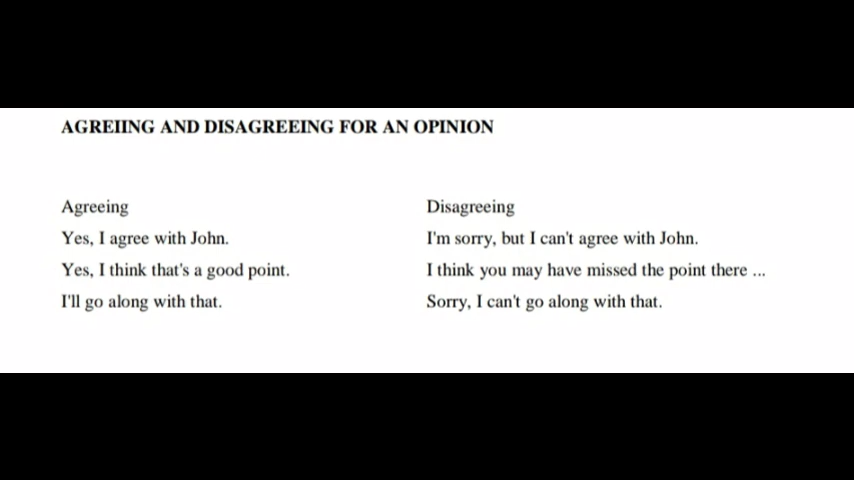 AGREIING AND DISAGREEING FOR AN OPINION
Agreeing
Yes, I agree with John.
Yes, I think that's a good point.
I'll go along with that.
Disagreeing
I'm sorry, but I can't agree with John.
I think you may have missed the point there ...
Sorry, I can't go along with that.